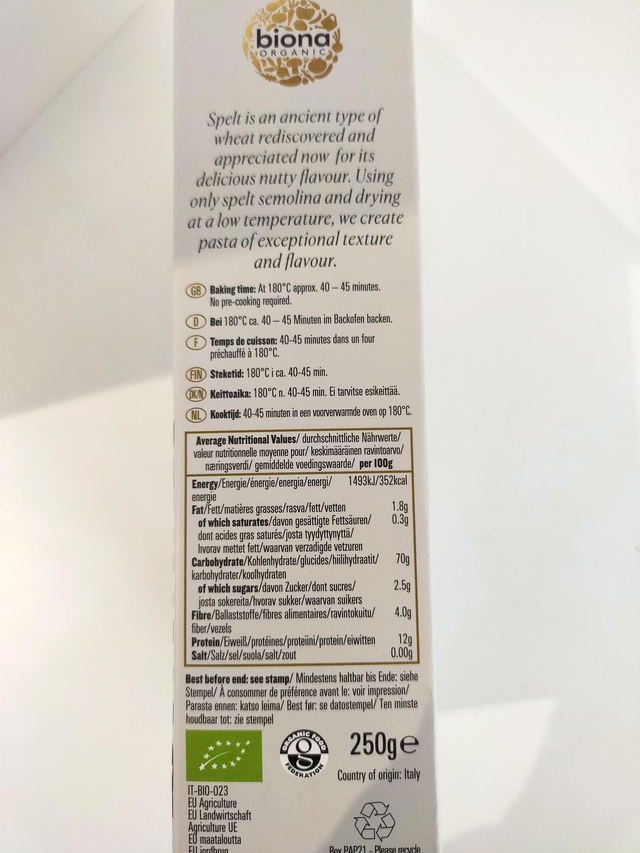 biona
ORGANIC
Spelt is an ancient type of
wheat rediscovered and
appreciated now for its
delicious nutty flavour. Using
only spelt semolina and drying
at a low temperature, we create
pasta of exceptional texture
and flavour.
GB Baking time: At 180°C approx. 40 – 45 minutes.
No pre-cooking required.
D Bei 180°C ca. 40 – 45 Minuten im Backofen backen.
F Temps de cuisson: 40-45 minutes dans un four
préchauffé à 180°C.
FIN Steketid: 180°C i ca. 40-45 min.
DK/N Keittoaika: 180°C n. 40-45 min. Ei tarvitse esikeittää.
NL Kooktijd: 40-45 minuten in een voorverwarmde oven op 180°C.
Average Nutritional Values/ durchschnittliche Nährwerte/
valeur nutritionnelle moyenne pour/ keskimääräinen ravintoarvo/
næringsverdi/ gemiddelde voedingswaarde/ per 100g
Energy/Energie/énergie/energia/energi/ 1493kJ/352kcal
energie
Fat/Fett/matières grasses/rasva/fett/vetten 1.8g
of which saturates/davon gesättigte Fettsäuren/ 0.3g
dont acides gras saturés/josta tyydyttynyttä/
hvorav mettet fett/waarvan verzadigde vetzuren
Carbohydrate/Kohlenhydrate/glucides/hiilihydraatit/ 70g
karbohydrater/koolhydraten
of which sugars/davon Zucker/dont sucres/ 2.5g
josta sokereita/hvorav sukker/waarvan suikers
Fibre/Ballaststoffe/fibres alimentaires/ravintokuitu/ 4.0g
fiber/vezels
Protein/Eiweiß/protéines/proteiini/protein/eiwitten 12g
Salt/Salz/sel/suola/salt/zout 0.00g
Best before end: see stamp/ Mindestens haltbar bis Ende: siehe
Stempel/ À consommer de préférence avant le: voir impression/
Parasta ennen: katso leima/ Best før: se datostempel/ Ten minste
houdbaar tot: zie stempel
ORGANIC FOOD
FEDERATION
250g e
Country of origin: Italy
IT-BIO-023
EU Agriculture
EU Landwirtschaft
Agriculture UE
EU maataloutta
EU jordbrug
Box PAP21 - Please recycle